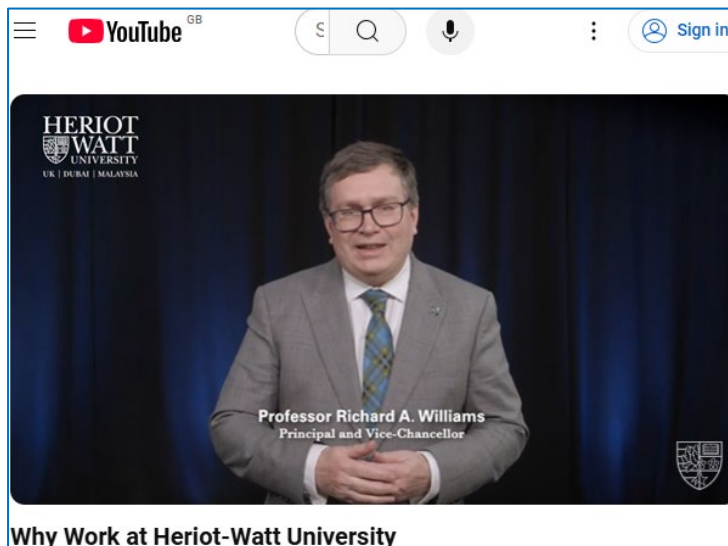 YouTube GB
S
Sign in
HERIOT
WATT
UNIVERSITY
UK | DUBAI | MALAYSIA
Professor Richard A. Williams
Principal and Vice-Chancellor
Why Work at Heriot-Watt University